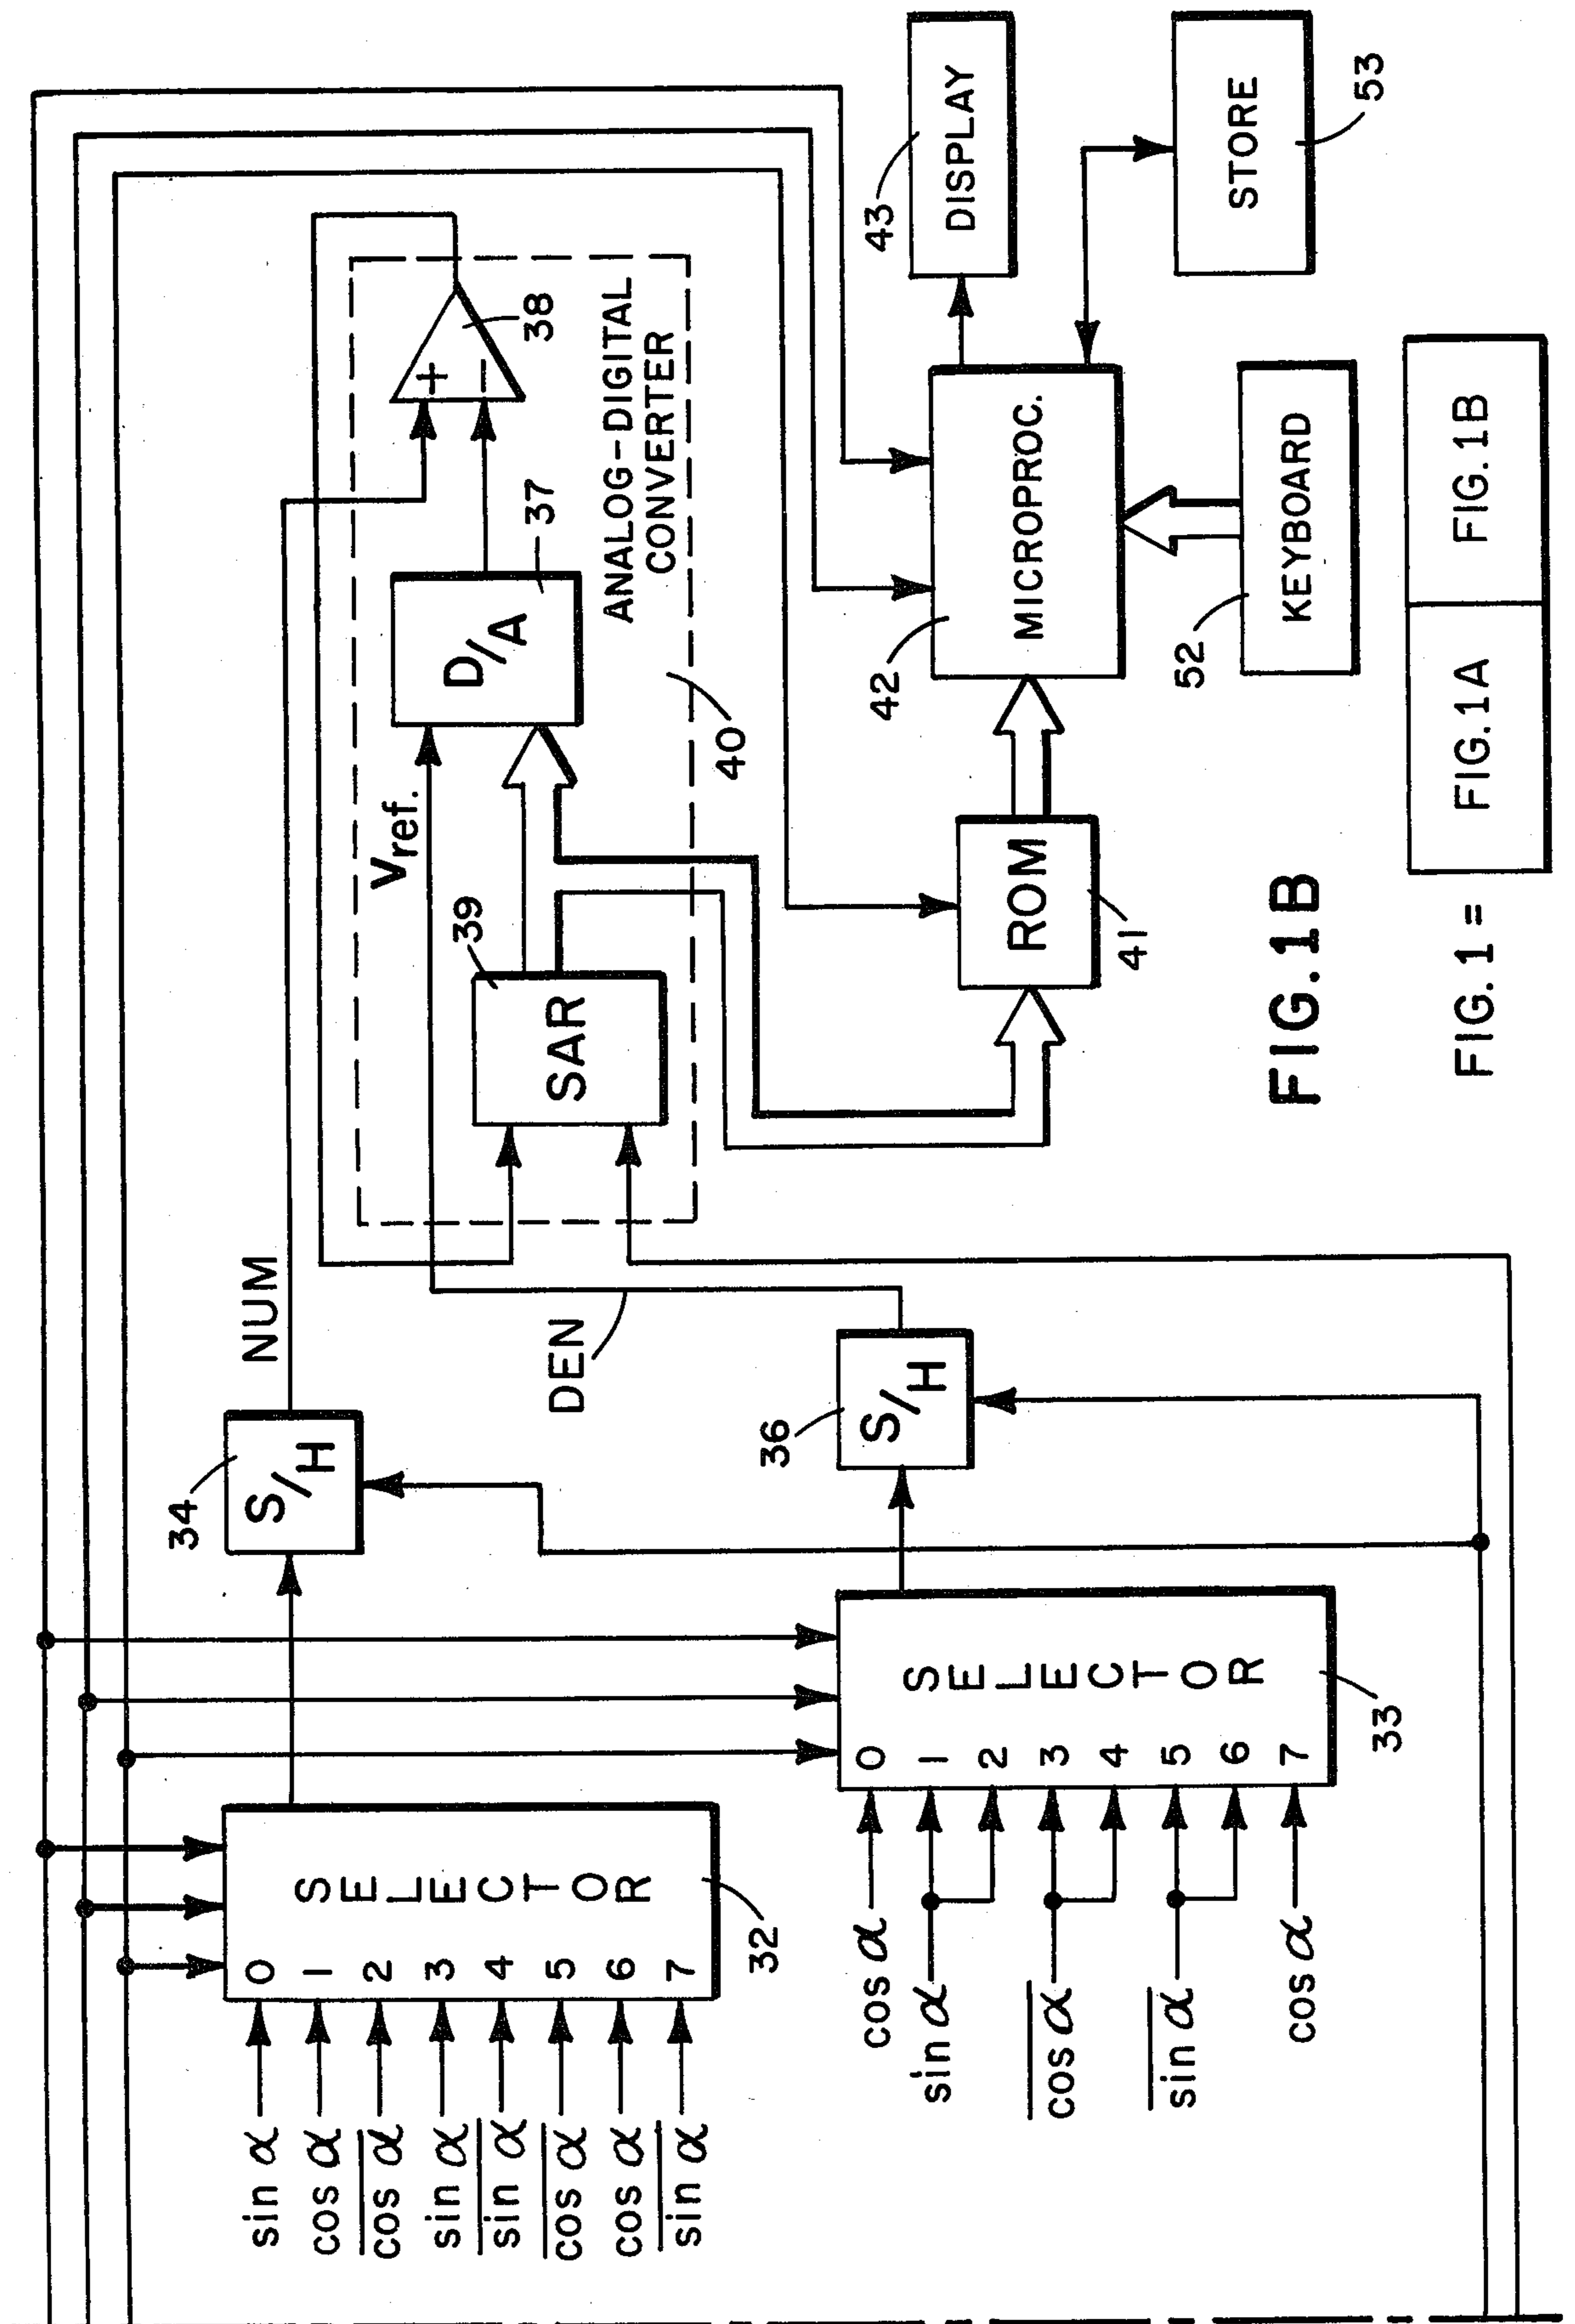 sin α
cos α
cos α
sin α
sin α
cos α
cos α
sin α
0
1
2
3
4
5
6
7
SELECTOR
32
cos α
sin α
cos α
sin α
cos α
0
1
2
3
4
5
6
7
SELECTOR
33
34
S/H
NUM
36
S/H
DEN
Vref.
39
SAR
D/A
37
+
−
38
ANALOG-DIGITAL
CONVERTER
40
ROM
41
42
MICROPROC.
43
DISPLAY
STORE
53
52
KEYBOARD
FIG.1B
FIG. 1 =
FIG.1A
FIG.1B